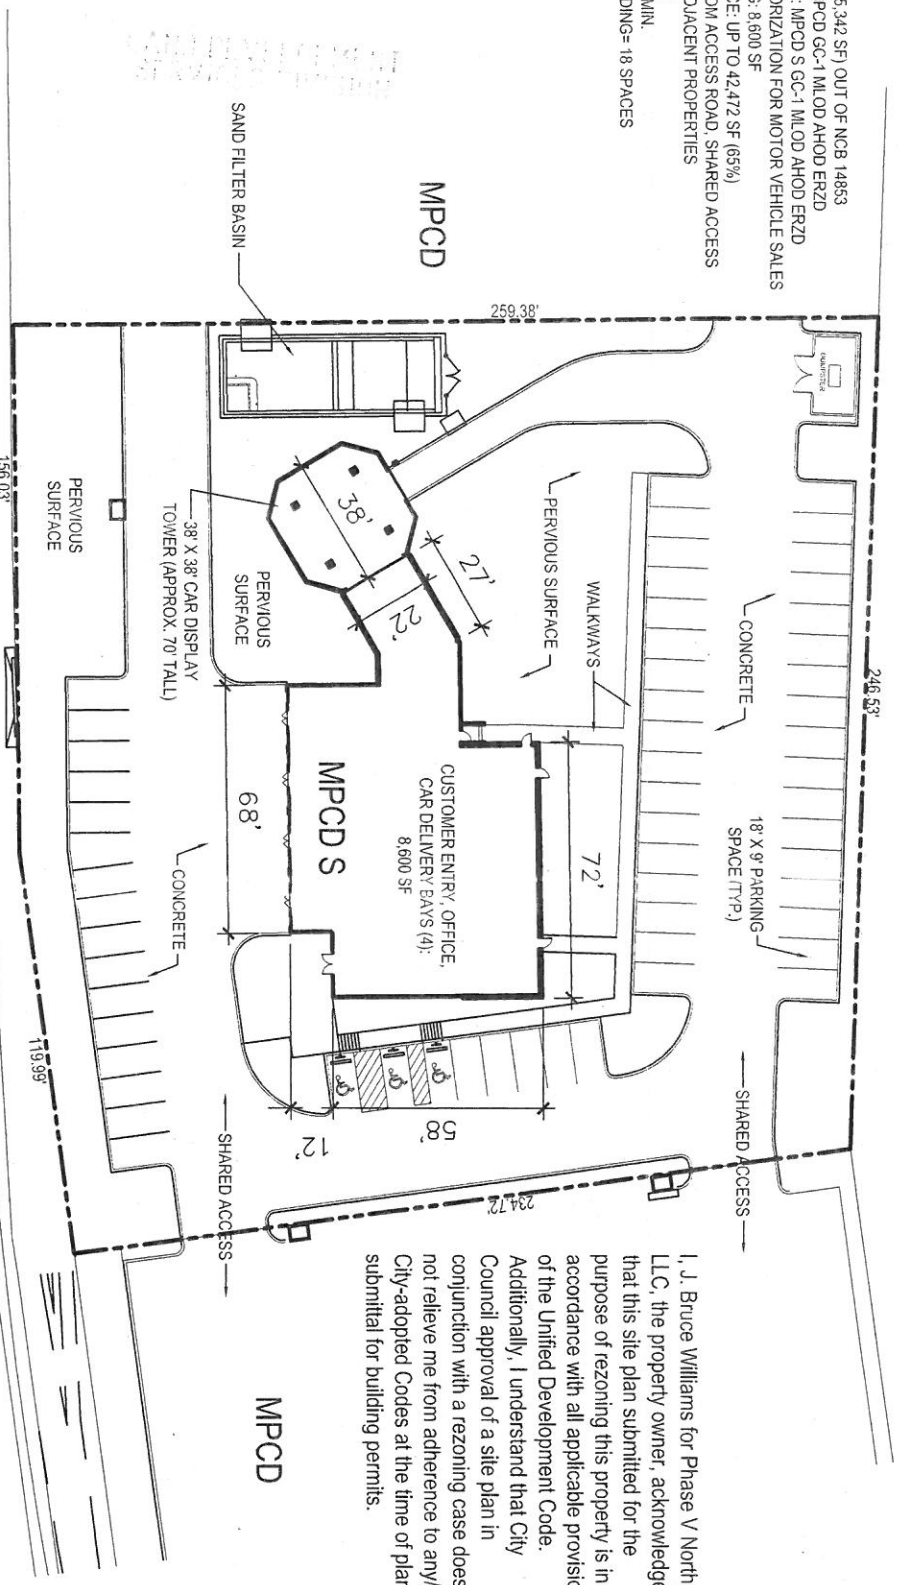 5,342 SF) OUT OF NCB 14853
PCD GC-1 MLOD AHOD ERZD
: MPCD S GC-1 MLOD AHOD ERZD
ORIZATION FOR MOTOR VEHICLE SALES
: 8,600 SF
CE: UP TO 42,472 SF (65%)
OM ACCESS ROAD, SHARED ACCESS
DJACENT PROPERTIES
MIN.
DING= 18 SPACES
MPCD
SAND FILTER BASIN
259.38'
DUMPSTER
246.53'
CONCRETE
18' X 9' PARKING
SPACE (TYP.)
SHARED ACCESS
WALKWAYS
PERVIOUS SURFACE
27'
38'
22'
72'
CUSTOMER ENTRY, OFFICE,
CAR DELIVERY BAYS (4):
8,600 SF
MPCD S
68'
58'
12'
PERVIOUS
SURFACE
38' X 38' CAR DISPLAY
TOWER (APPROX. 70' TALL)
CONCRETE
PERVIOUS
SURFACE
156.03'
119.99'
SHARED ACCESS
234.72'
I, J. Bruce Williams for Phase V North
LLC, the property owner, acknowledge
that this site plan submitted for the
purpose of rezoning this property is in
accordance with all applicable provisio
of the Unified Development Code.
Additionally, I understand that City
Council approval of a site plan in
conjunction with a rezoning case does
not relieve me from adherence to any/
City-adopted Codes at the time of plan
submittal for building permits.
MPCD